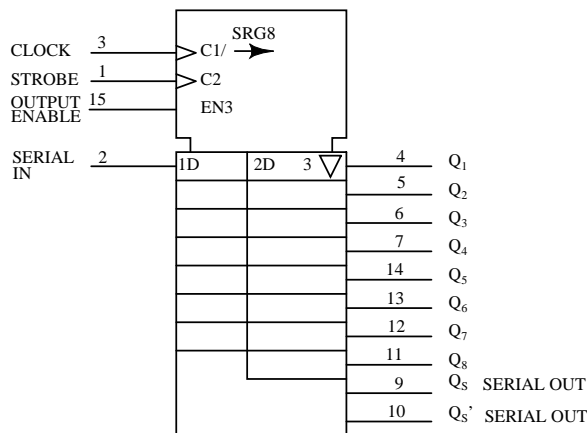 SRG8
CLOCK 3 C1/
STROBE 1 C2
OUTPUT ENABLE 15 EN3
SERIAL IN 2 1D 2D 3 4 Q1
5 Q2
6 Q3
7 Q4
14 Q5
13 Q6
12 Q7
11 Q8
9 QS SERIAL OUT
10 QS' SERIAL OUT